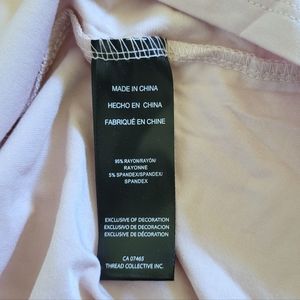 MADE IN CHINA
HECHO EN CHINA
FABRIQUÉ EN CHINE
95% RAYON/RAYÓN/
RAYONNE
5% SPANDEX/SPANDEX/
SPANDEX
EXCLUSIVE OF DECORATION
EXCLUSIVO DE DECORACION
EXCLUSIF DE DÉCORATION
CA 07465
THREAD COLLECTIVE INC.